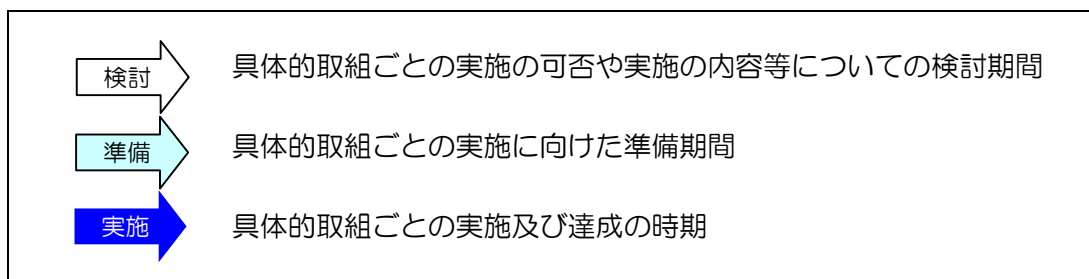 検討 具体的取組ごとの実施の可否や実施の内容等についての検討期間
準備 具体的取組ごとの実施に向けた準備期間
実施 具体的取組ごとの実施及び達成の時期